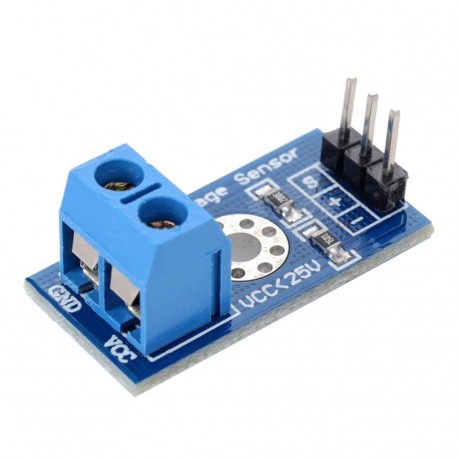 age Sensor
S
+
-
VCC<25V
GND
VCC